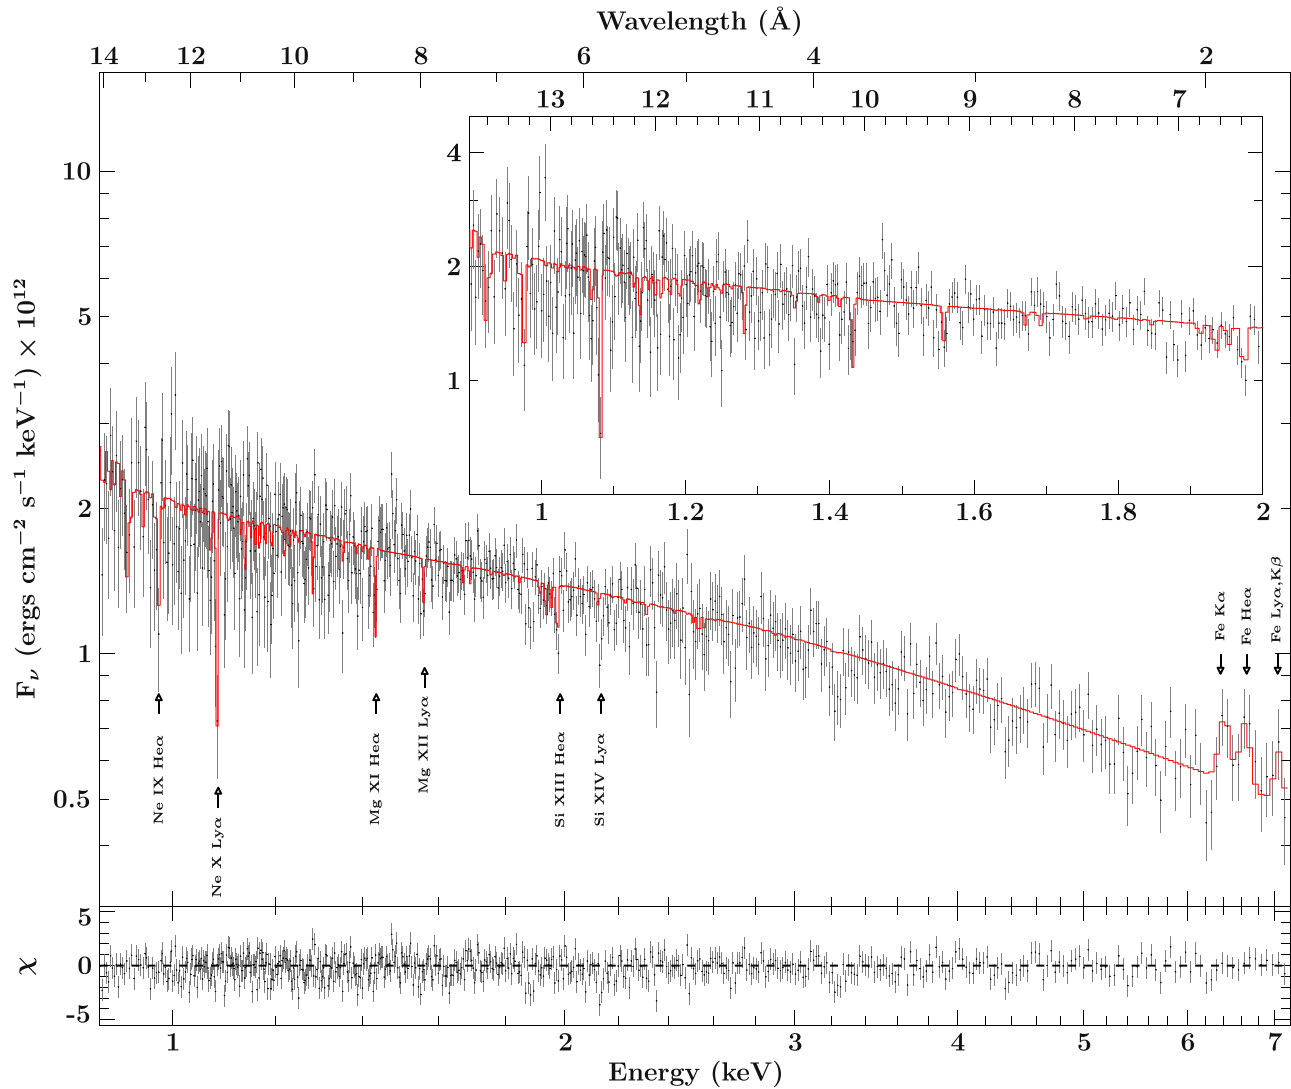 Wavelength (Å)
14 12 10 8 6 4 2
13 12 11 10 9 8 7
F_ν (ergs cm⁻² s⁻¹ keV⁻¹) × 10¹²
10
5
2
1
0.5
4
2
1
1 1.2 1.4 1.6 1.8 2
Ne IX Heα
Ne X Lyα
Mg XI Heα
Mg XII Lyα
Si XIII Heα
Si XIV Lyα
Fe Kα
Fe Heα
Fe Lyα,Kβ
χ
5
0
-5
1 2 3 4 5 6 7
Energy (keV)